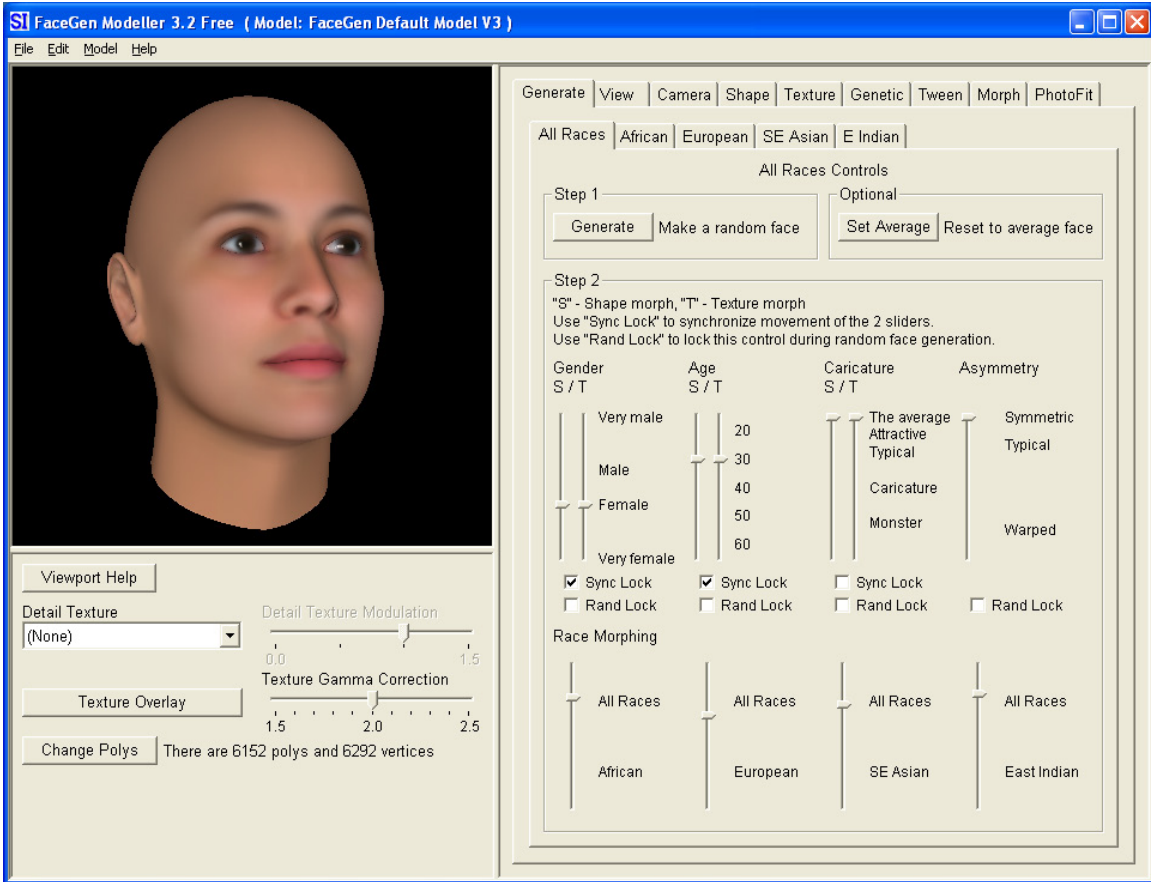 SI FaceGen Modeller 3.2 Free ( Model: FaceGen Default Model V3 )
File Edit Model Help
Generate View Camera Shape Texture Genetic Tween Morph PhotoFit
All Races African European SE Asian E Indian
All Races Controls
Step 1
Generate Make a random face
Optional
Set Average Reset to average face
Step 2
"S" - Shape morph, "T" - Texture morph
Use "Sync Lock" to synchronize movement of the 2 sliders.
Use "Rand Lock" to lock this control during random face generation.
Gender Age Caricature Asymmetry
S / T S / T S / T
Very male
Male
Female
Very female
20
30
40
50
60
The average
Attractive
Typical
Caricature
Monster
Symmetric
Typical
Warped
Sync Lock Sync Lock Sync Lock
Rand Lock Rand Lock Rand Lock Rand Lock
Race Morphing
All Races All Races All Races All Races
African European SE Asian East Indian
Viewport Help
Detail Texture
(None)
Detail Texture Modulation
0.0 1.5
Texture Overlay
Texture Gamma Correction
1.5 2.0 2.5
Change Polys There are 6152 polys and 6292 vertices